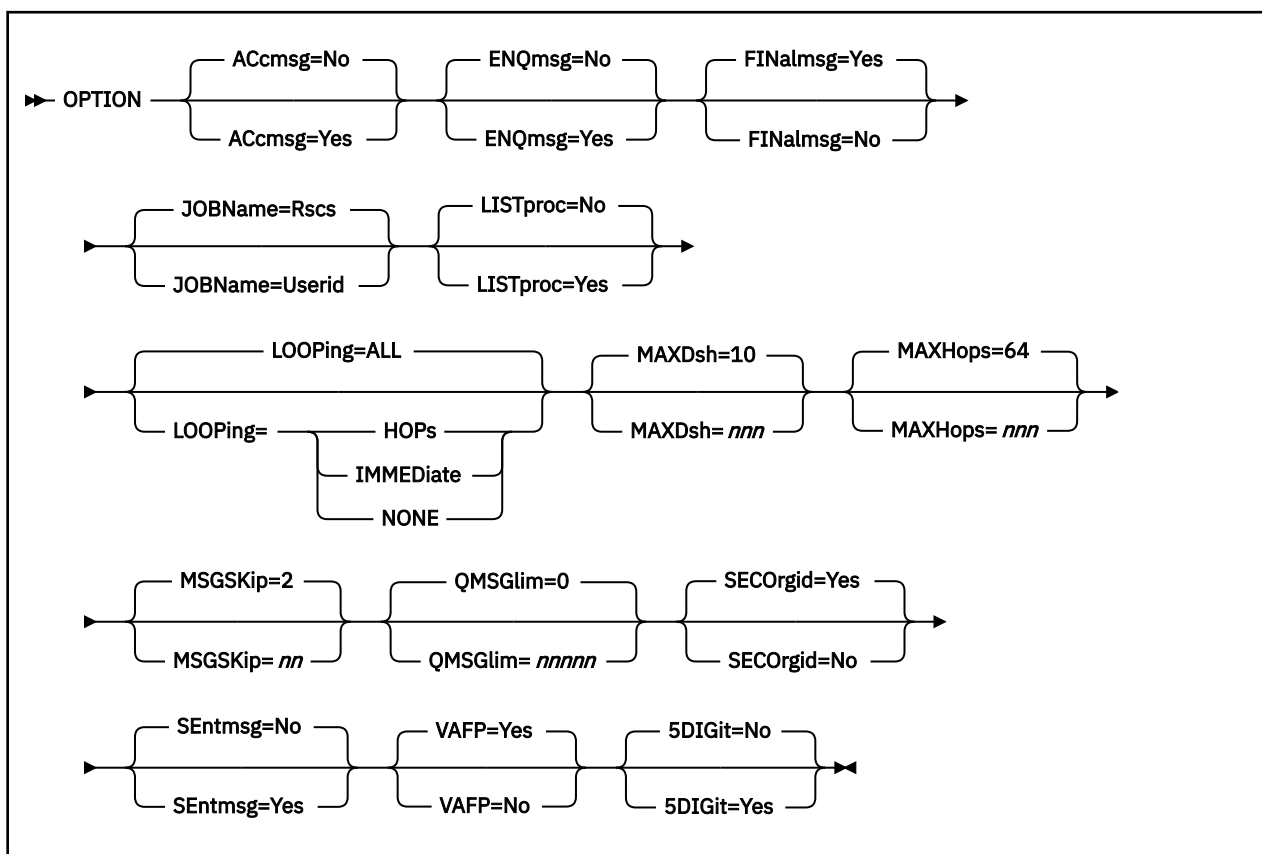 ACcmsg=No ENQmsg=No FINalmsg=Yes
OPTION
ACcmsg=Yes ENQmsg=Yes FINalmsg=No
JOBName=Rscs LISTproc=No
JOBName=Userid LISTproc=Yes
LOOPing=ALL MAXDsh=10 MAXHops=64
LOOPing= HOPs MAXDsh= nnn MAXHops= nnn
IMMEDiate
NONE
MSGSKip=2 QMSGlim=0 SECOrgid=Yes
MSGSKip= nn QMSGlim= nnnnn SECOrgid=No
SEntmsg=No VAFP=Yes 5DIGit=No
SEntmsg=Yes VAFP=No 5DIGit=Yes